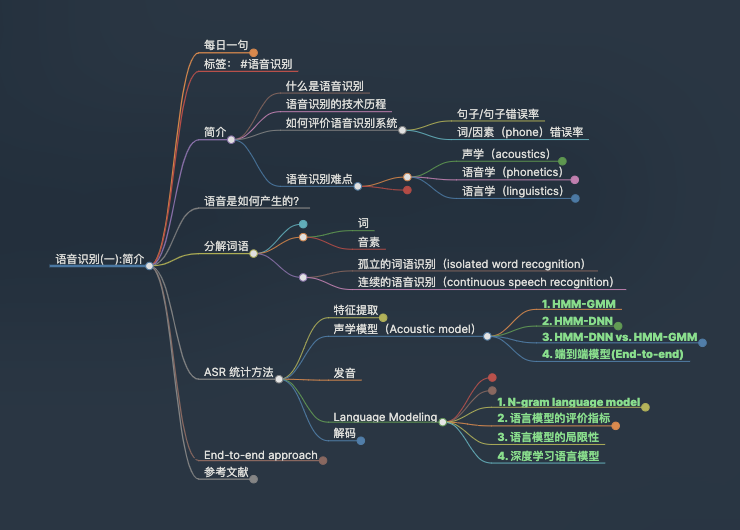 每日一句
标签： #语音识别
什么是语音识别
语音识别的技术历程
如何评价语音识别系统
句子/句子错误率
词/因素（phone）错误率
简介
声学（acoustics）
语音识别难点
语音学（phonetics）
语言学（linguistics）
语音是如何产生的？
词
分解词语
音素
语音识别(一):简介
孤立的词语识别（isolated word recognition）
连续的语音识别（continuous speech recognition）
特征提取
声学模型（Acoustic model）
1. HMM-GMM
2. HMM-DNN
3. HMM-DNN vs. HMM-GMM
4. 端到端模型(End-to-end)
ASR 统计方法
发音
Language Modeling
1. N-gram language model
2. 语言模型的评价指标
3. 语言模型的局限性
4. 深度学习语言模型
解码
End-to-end approach
参考文献